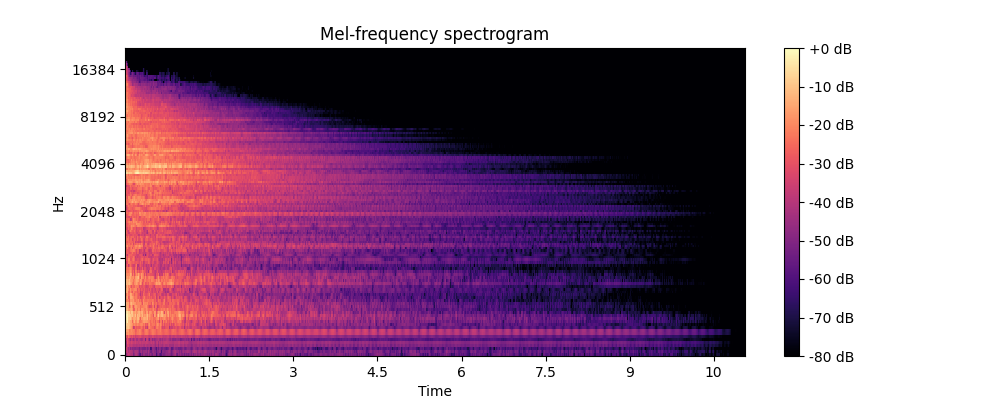 Mel-frequency spectrogram
Hz
16384
8192
4096
2048
1024
512
0
0 1.5 3 4.5 6 7.5 9 10
Time
+0 dB
-10 dB
-20 dB
-30 dB
-40 dB
-50 dB
-60 dB
-70 dB
-80 dB